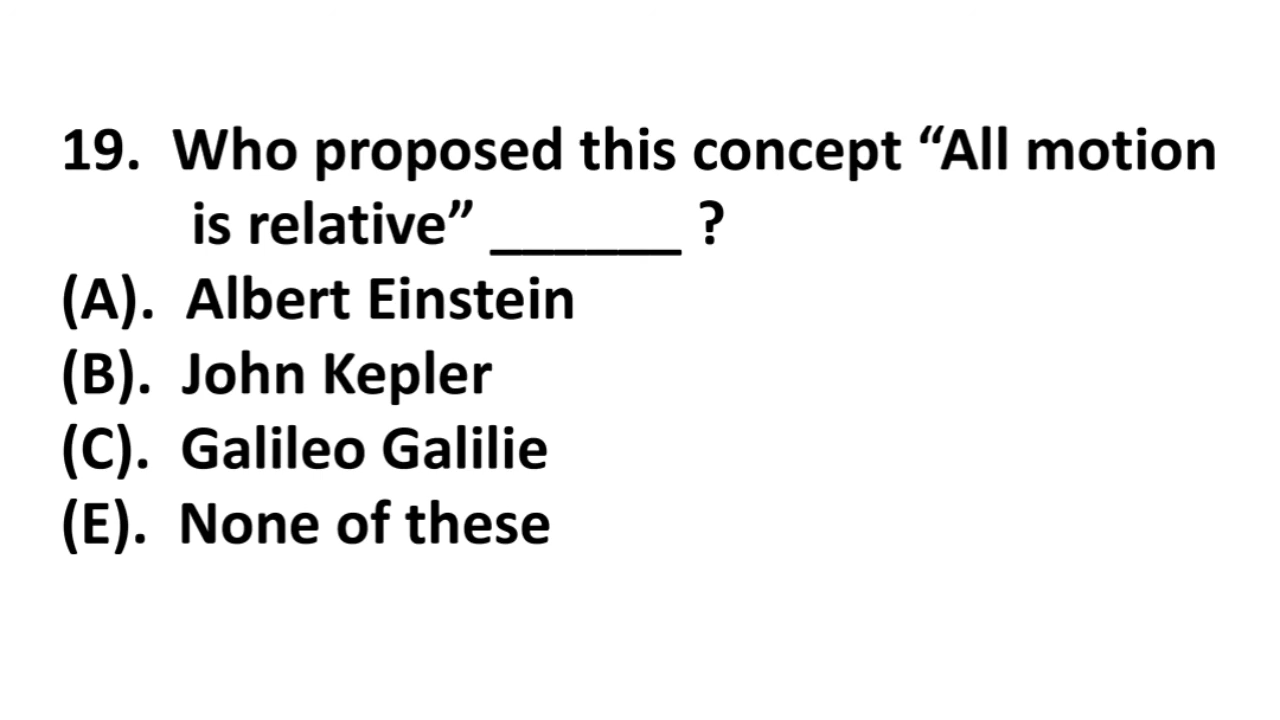 19. Who proposed this concept “All motion
is relative” ______ ?
(A). Albert Einstein
(B). John Kepler
(C). Galileo Galilie
(E). None of these